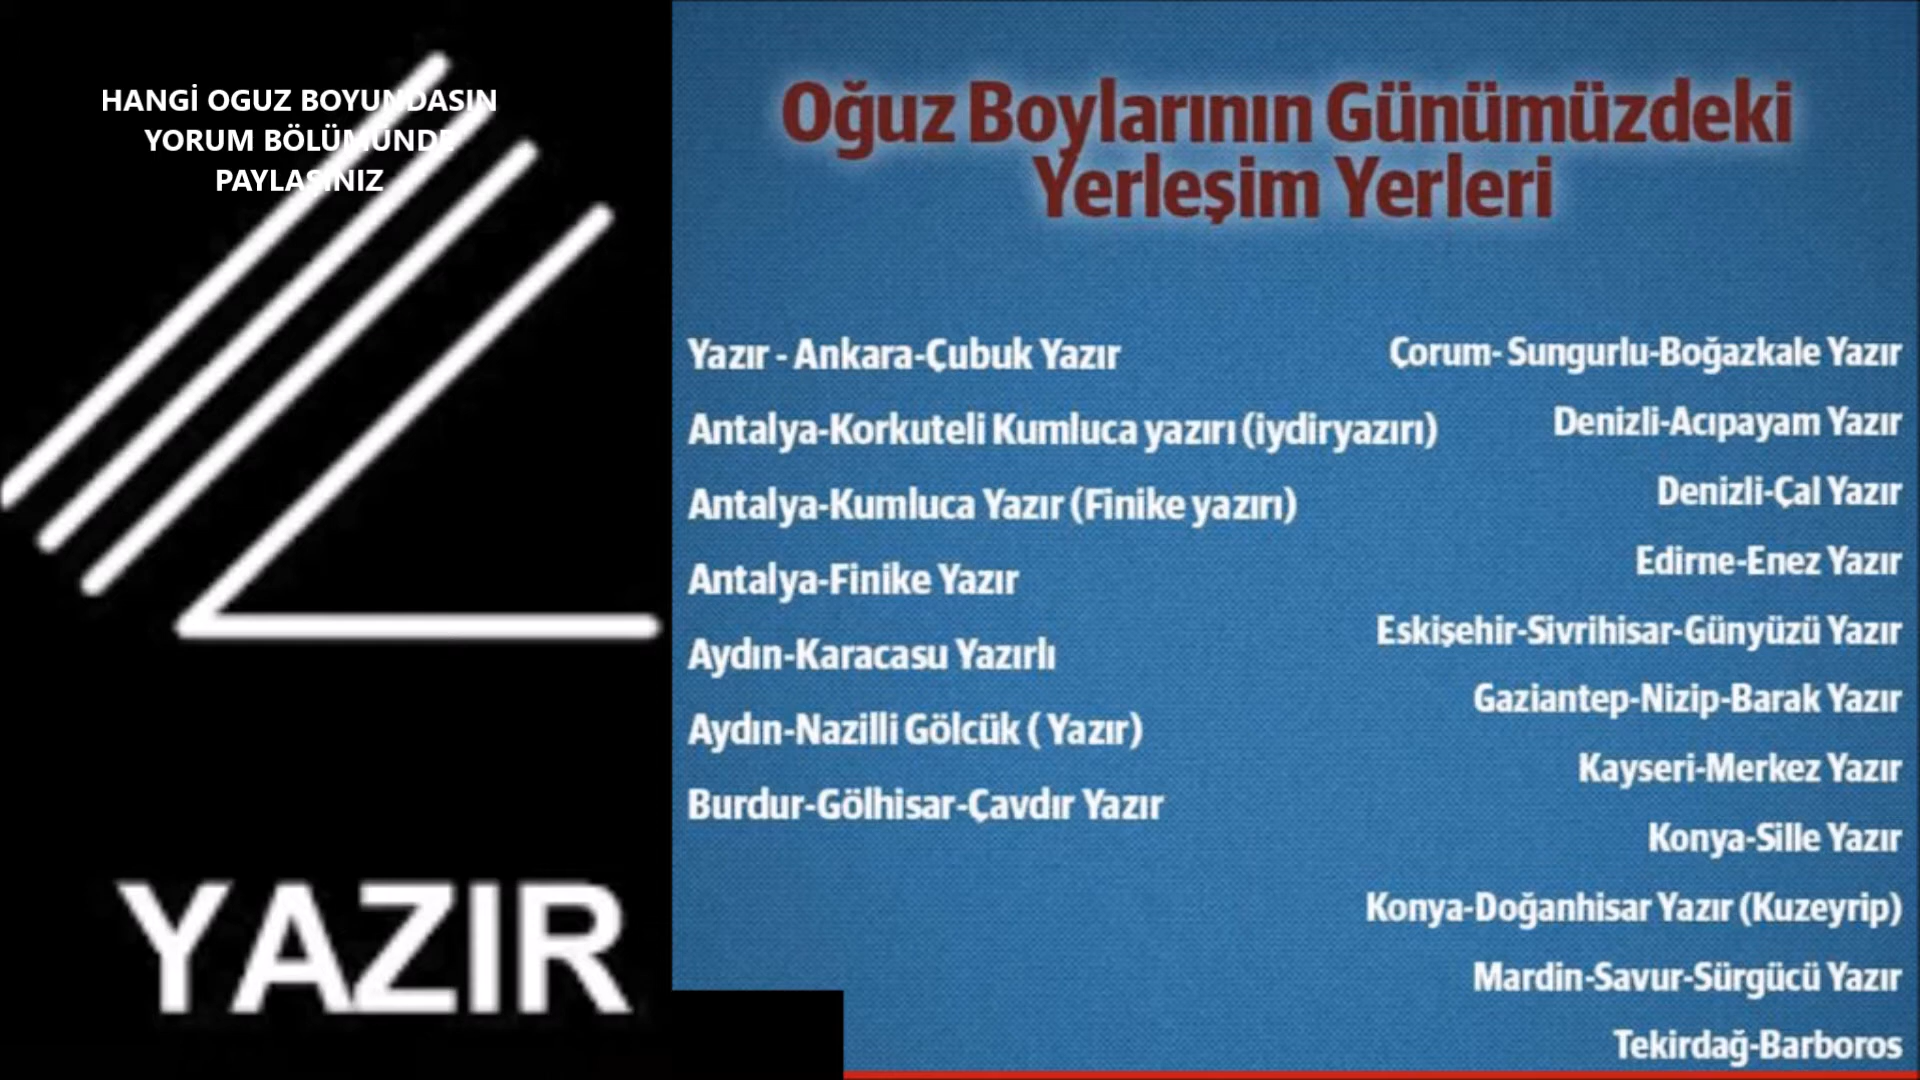 HANGİ OGUZ BOYUNDASIN
YORUM BÖLÜMÜNDE
PAYLAŞINIZ
YAZIR
Oğuz Boylarının Günümüzdeki
Yerleşim Yerleri
Yazır - Ankara-Çubuk Yazır
Antalya-Korkuteli Kumluca yazırı (iydiryazırı)
Antalya-Kumluca Yazır (Finike yazırı)
Antalya-Finike Yazır
Aydın-Karacasu Yazırlı
Aydın-Nazilli Gölcük ( Yazır)
Burdur-Gölhisar-Çavdır Yazır
Çorum- Sungurlu-Boğazkale Yazır
Denizli-Acıpayam Yazır
Denizli-Çal Yazır
Edirne-Enez Yazır
Eskişehir-Sivrihisar-Günyüzü Yazır
Gaziantep-Nizip-Barak Yazır
Kayseri-Merkez Yazır
Konya-Sille Yazır
Konya-Doğanhisar Yazır (Kuzeyrip)
Mardin-Savur-Sürgücü Yazır
Tekirdağ-Barboros